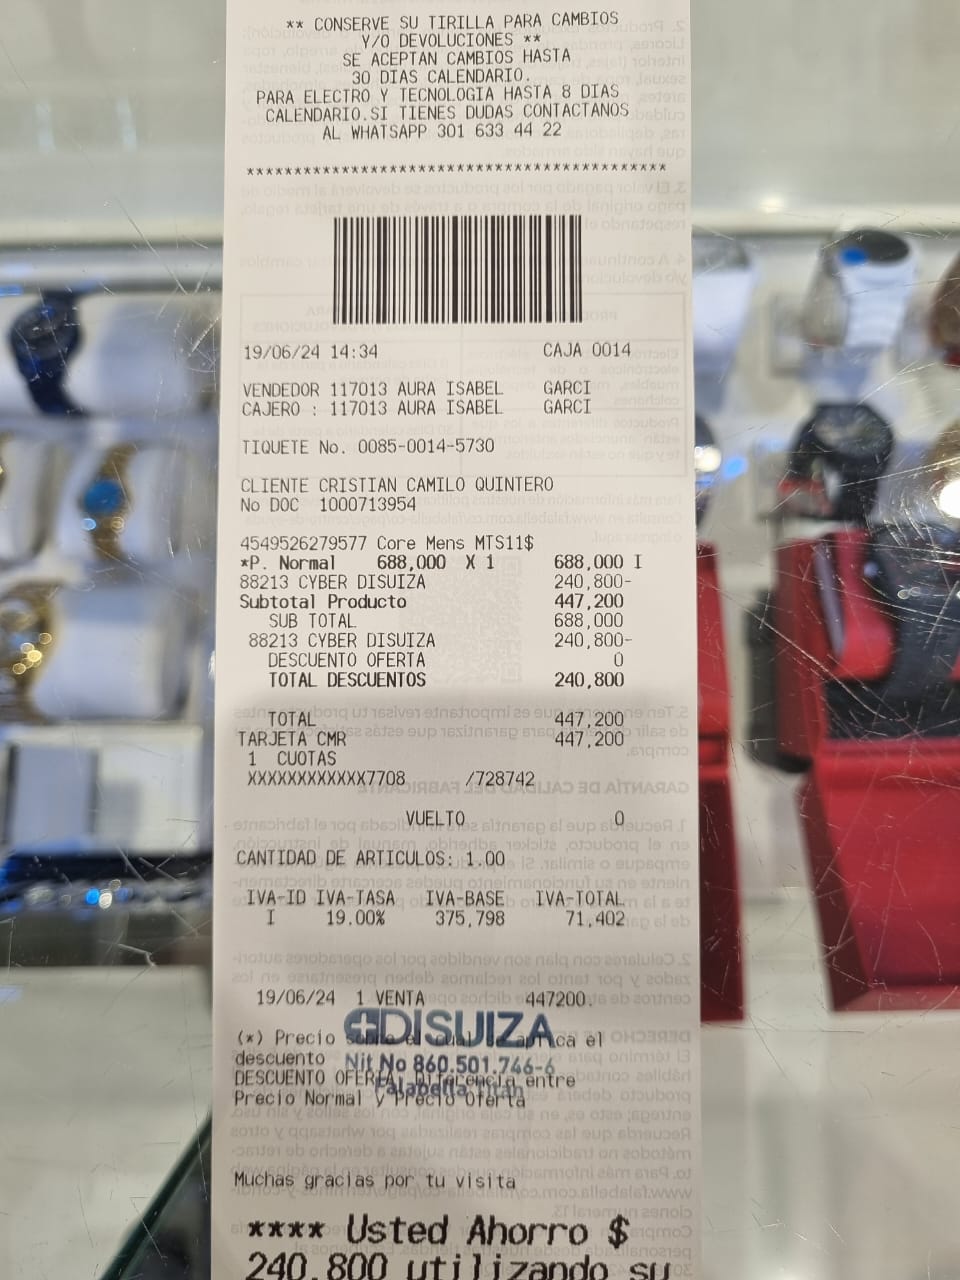 ** CONSERVE SU TIRILLA PARA CAMBIOS
Y/O DEVOLUCIONES **
SE ACEPTAN CAMBIOS HASTA
30 DIAS CALENDARIO.
PARA ELECTRO Y TECNOLOGIA HASTA 8 DIAS
CALENDARIO.SI TIENES DUDAS CONTACTANOS
AL WHATSAPP 301 633 44 22
*******************************************
19/06/24 14:34 CAJA 0014
VENDEDOR 117013 AURA ISABEL GARCI
CAJERO : 117013 AURA ISABEL GARCI
TIQUETE No. 0085-0014-5730
CLIENTE CRISTIAN CAMILO QUINTERO
No DOC 1000713954
4549526279577 Core Mens MTS11$
*P. Normal 688,000 X 1 688,000 I
88213 CYBER DISUIZA 240,800-
Subtotal Producto 447,200
SUB TOTAL 688,000
88213 CYBER DISUIZA 240,800-
DESCUENTO OFERTA 0
TOTAL DESCUENTOS 240,800
TOTAL 447,200
TARJETA CMR 447,200
1 CUOTAS
XXXXXXXXXXXX7708 /728742
VUELTO 0
CANTIDAD DE ARTICULOS: 1.00
IVA-ID IVA-TASA IVA-BASE IVA-TOTAL
I 19.00% 375,798 71,402
19/06/24 1 VENTA 447200.
DISUIZA
(*) Precio sobre el cual se aplica el
descuento
Nit No 860.501.746-6
DESCUENTO OFERTA: Diferencia entre
Falabella Titán
Precio Normal y Precio Oferta
Muchas gracias por tu visita
**** Usted Ahorro $
240,800 utilizando su